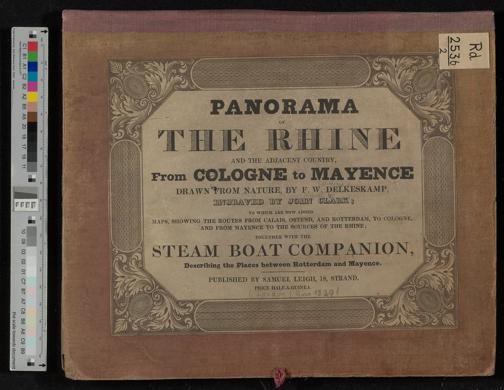 PANORAMA
OF
THE RHINE
AND THE ADJACENT COUNTRY,
From COLOGNE to MAYENCE
DRAWN FROM NATURE, BY F. W. DELKESKAMP,
ENGRAVED BY JOHN CLARK;
TO WHICH ARE NOW ADDED
MAPS, SHOWING THE ROUTES FROM CALAIS, OSTEND, AND ROTTERDAM, TO COLOGNE,
AND FROM MAYENCE TO THE SOURCES OF THE RHINE;
TOGETHER WITH THE
STEAM BOAT COMPANION,
Describing the Places between Rotterdam and Mayence.
PUBLISHED BY SAMUEL LEIGH, 18, STRAND.
PRICE HALF-A-GUINEA
Rd
2536
2